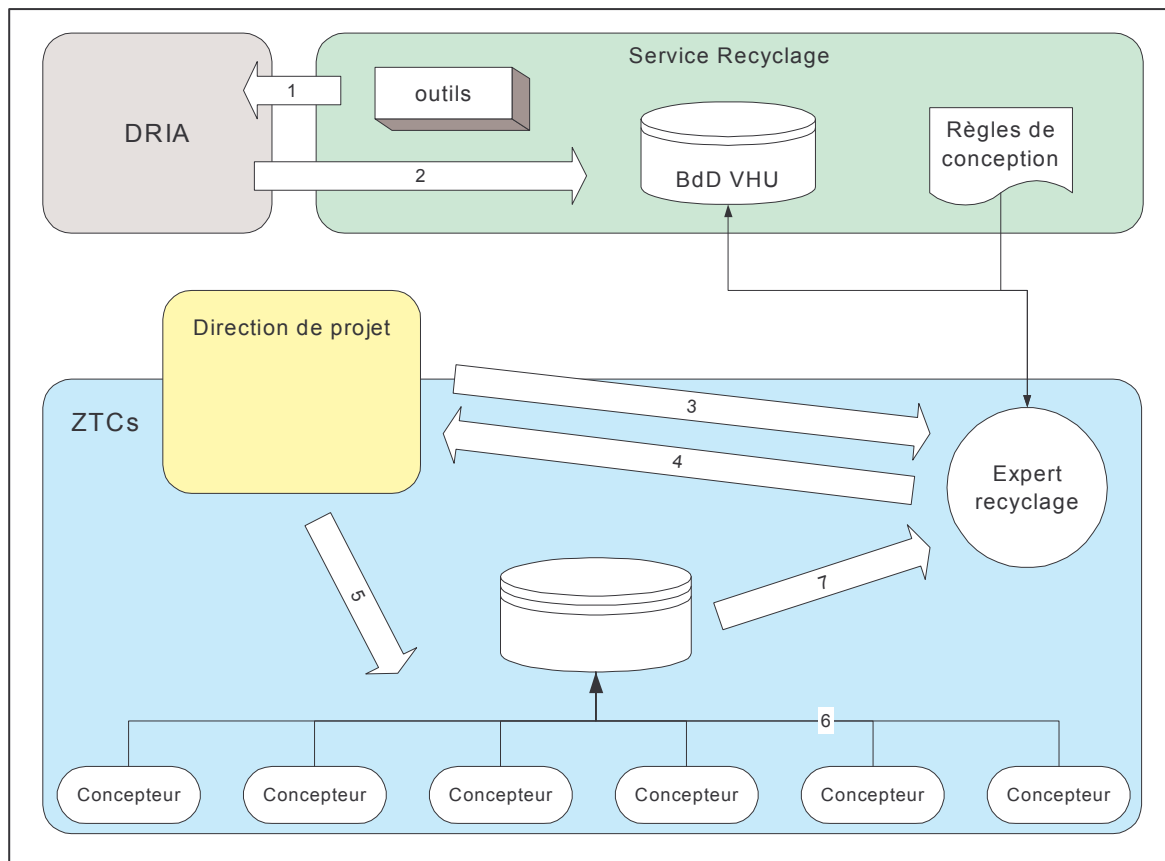 Service Recyclage
1
outils
DRIA
Règles de
conception
2
BdD VHU
Direction de projet
ZTCs
3
4
Expert
recyclage
5
7
6
Concepteur
Concepteur
Concepteur
Concepteur
Concepteur
Concepteur